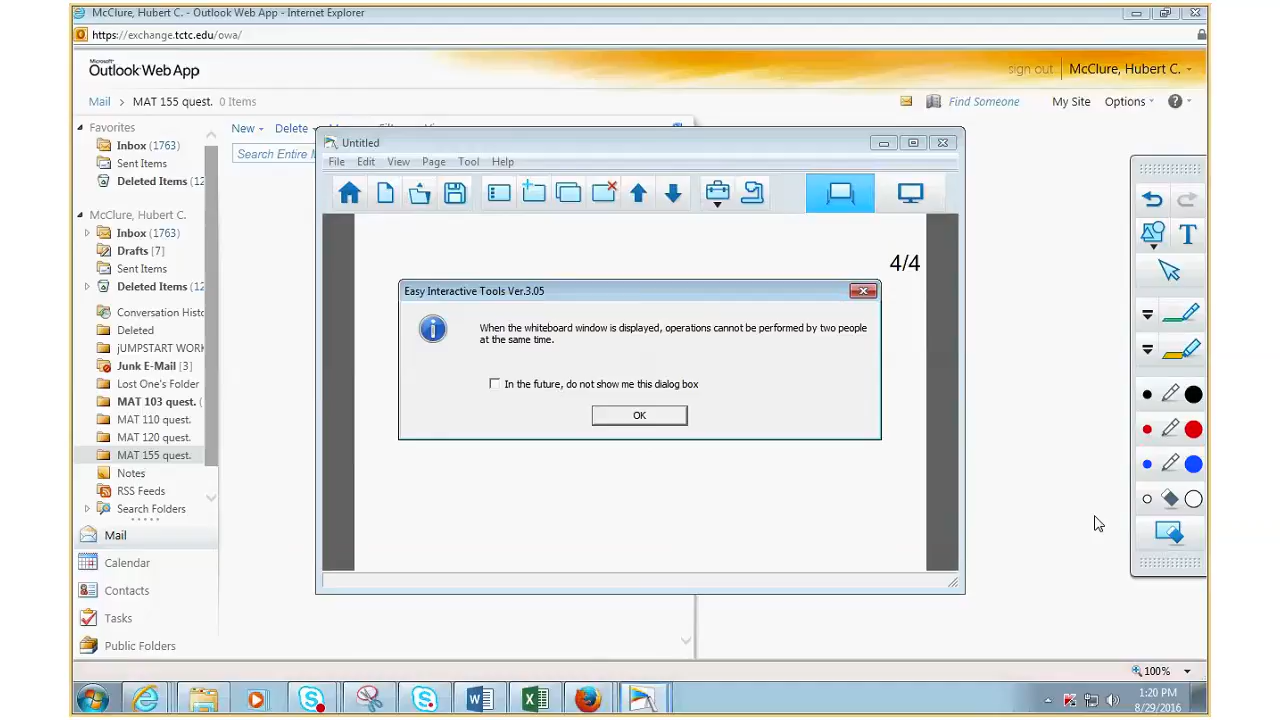 McClure, Hubert C. - Outlook Web App - Internet Explorer
https://exchange.tctc.edu/owa/
Microsoft
Outlook Web App
sign out
McClure, Hubert C.
Mail > MAT 155 quest. 0 Items
Find Someone
My Site
Options
Favorites
Inbox (1763)
Sent Items
Deleted Items (12
McClure, Hubert C.
Inbox (1763)
Drafts [7]
Sent Items
Deleted Items (12
Conversation Histo
Deleted
jUMPSTART WORK
Junk E-Mail [3]
Lost One's Folder
MAT 103 quest. (
MAT 110 quest.
MAT 120 quest.
MAT 155 quest.
Notes
RSS Feeds
Search Folders
Mail
Calendar
Contacts
Tasks
Public Folders
New
Delete
Search Entire
Untitled
File Edit View Page Tool Help
4/4
Easy Interactive Tools Ver.3.05
When the whiteboard window is displayed, operations cannot be performed by two people
at the same time.
In the future, do not show me this dialog box
OK
T
100%
1:20 PM
8/29/2016